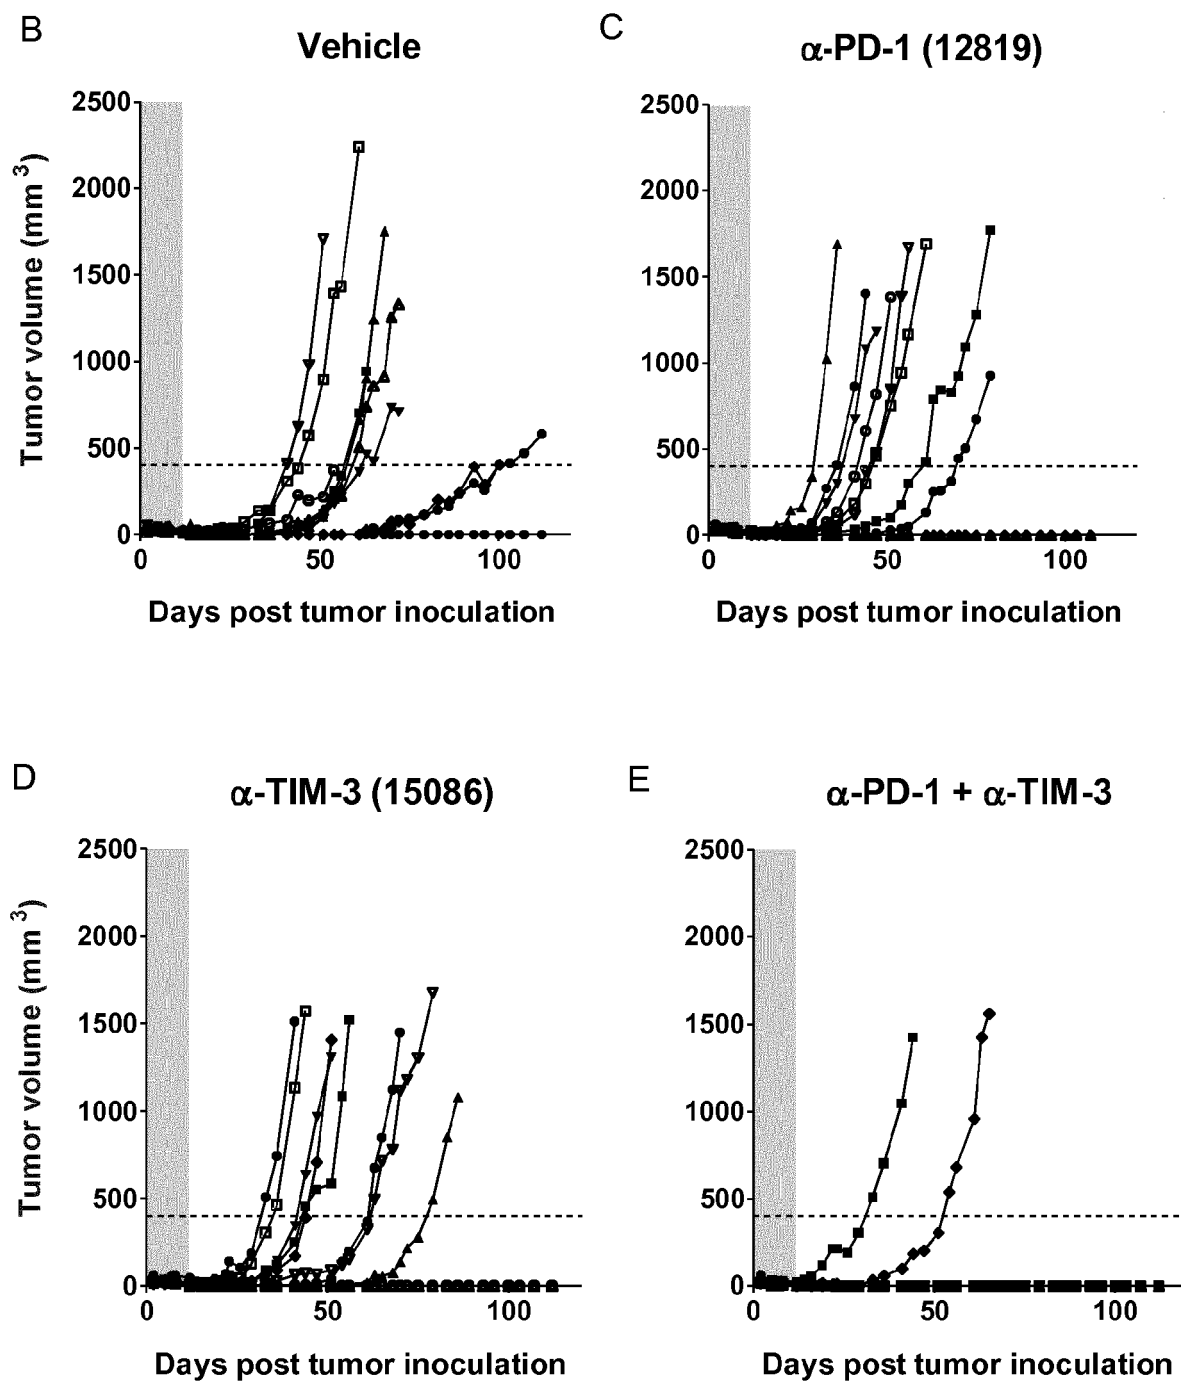 B
Vehicle
Tumor volume (mm³)
2500
2000
1500
1000
500
0
0 50 100
Days post tumor inoculation
C
α-PD-1 (12819)
2500
2000
1500
1000
500
0
0 50 100
Days post tumor inoculation
D
α-TIM-3 (15086)
Tumor volume (mm³)
2500
2000
1500
1000
500
0
0 50 100
Days post tumor inoculation
E
α-PD-1 + α-TIM-3
2500
2000
1500
1000
500
0
0 50 100
Days post tumor inoculation